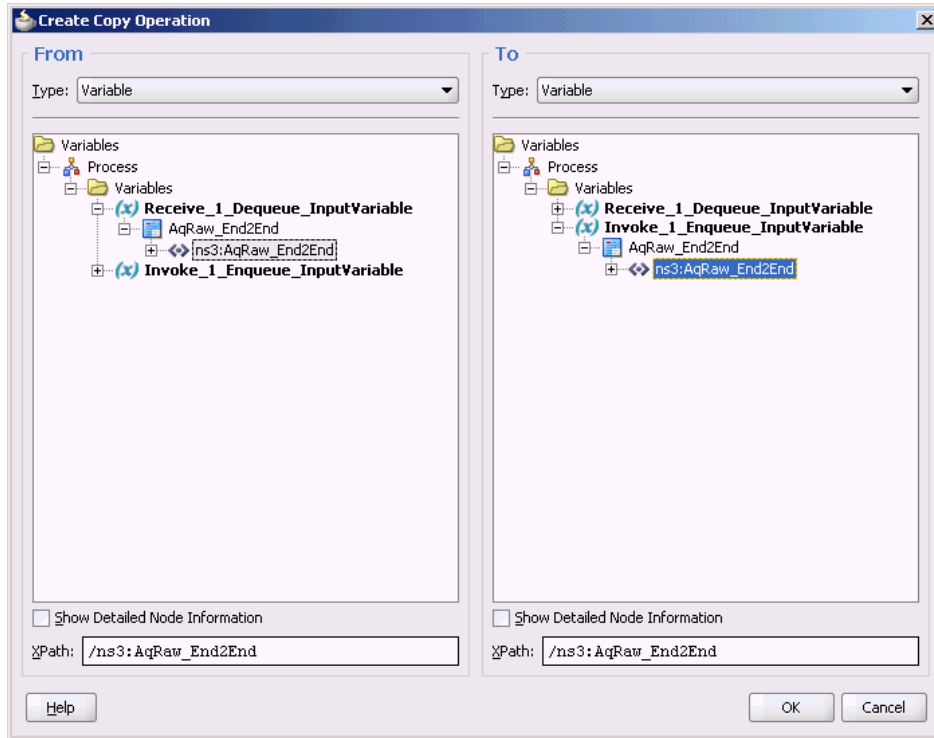 Create Copy Operation
From
Type: Variable
Variables
Process
Variables
Receive_1_Dequeue_InputVariable
AqRaw_End2End
ns3:AqRaw_End2End
Invoke_1_Enqueue_InputVariable
Show Detailed Node Information
XPath: /ns3:AqRaw_End2End
To
Type: Variable
Variables
Process
Variables
Receive_1_Dequeue_InputVariable
Invoke_1_Enqueue_InputVariable
AqRaw_End2End
ns3:AqRaw_End2End
Show Detailed Node Information
XPath: /ns3:AqRaw_End2End
Help
OK
Cancel